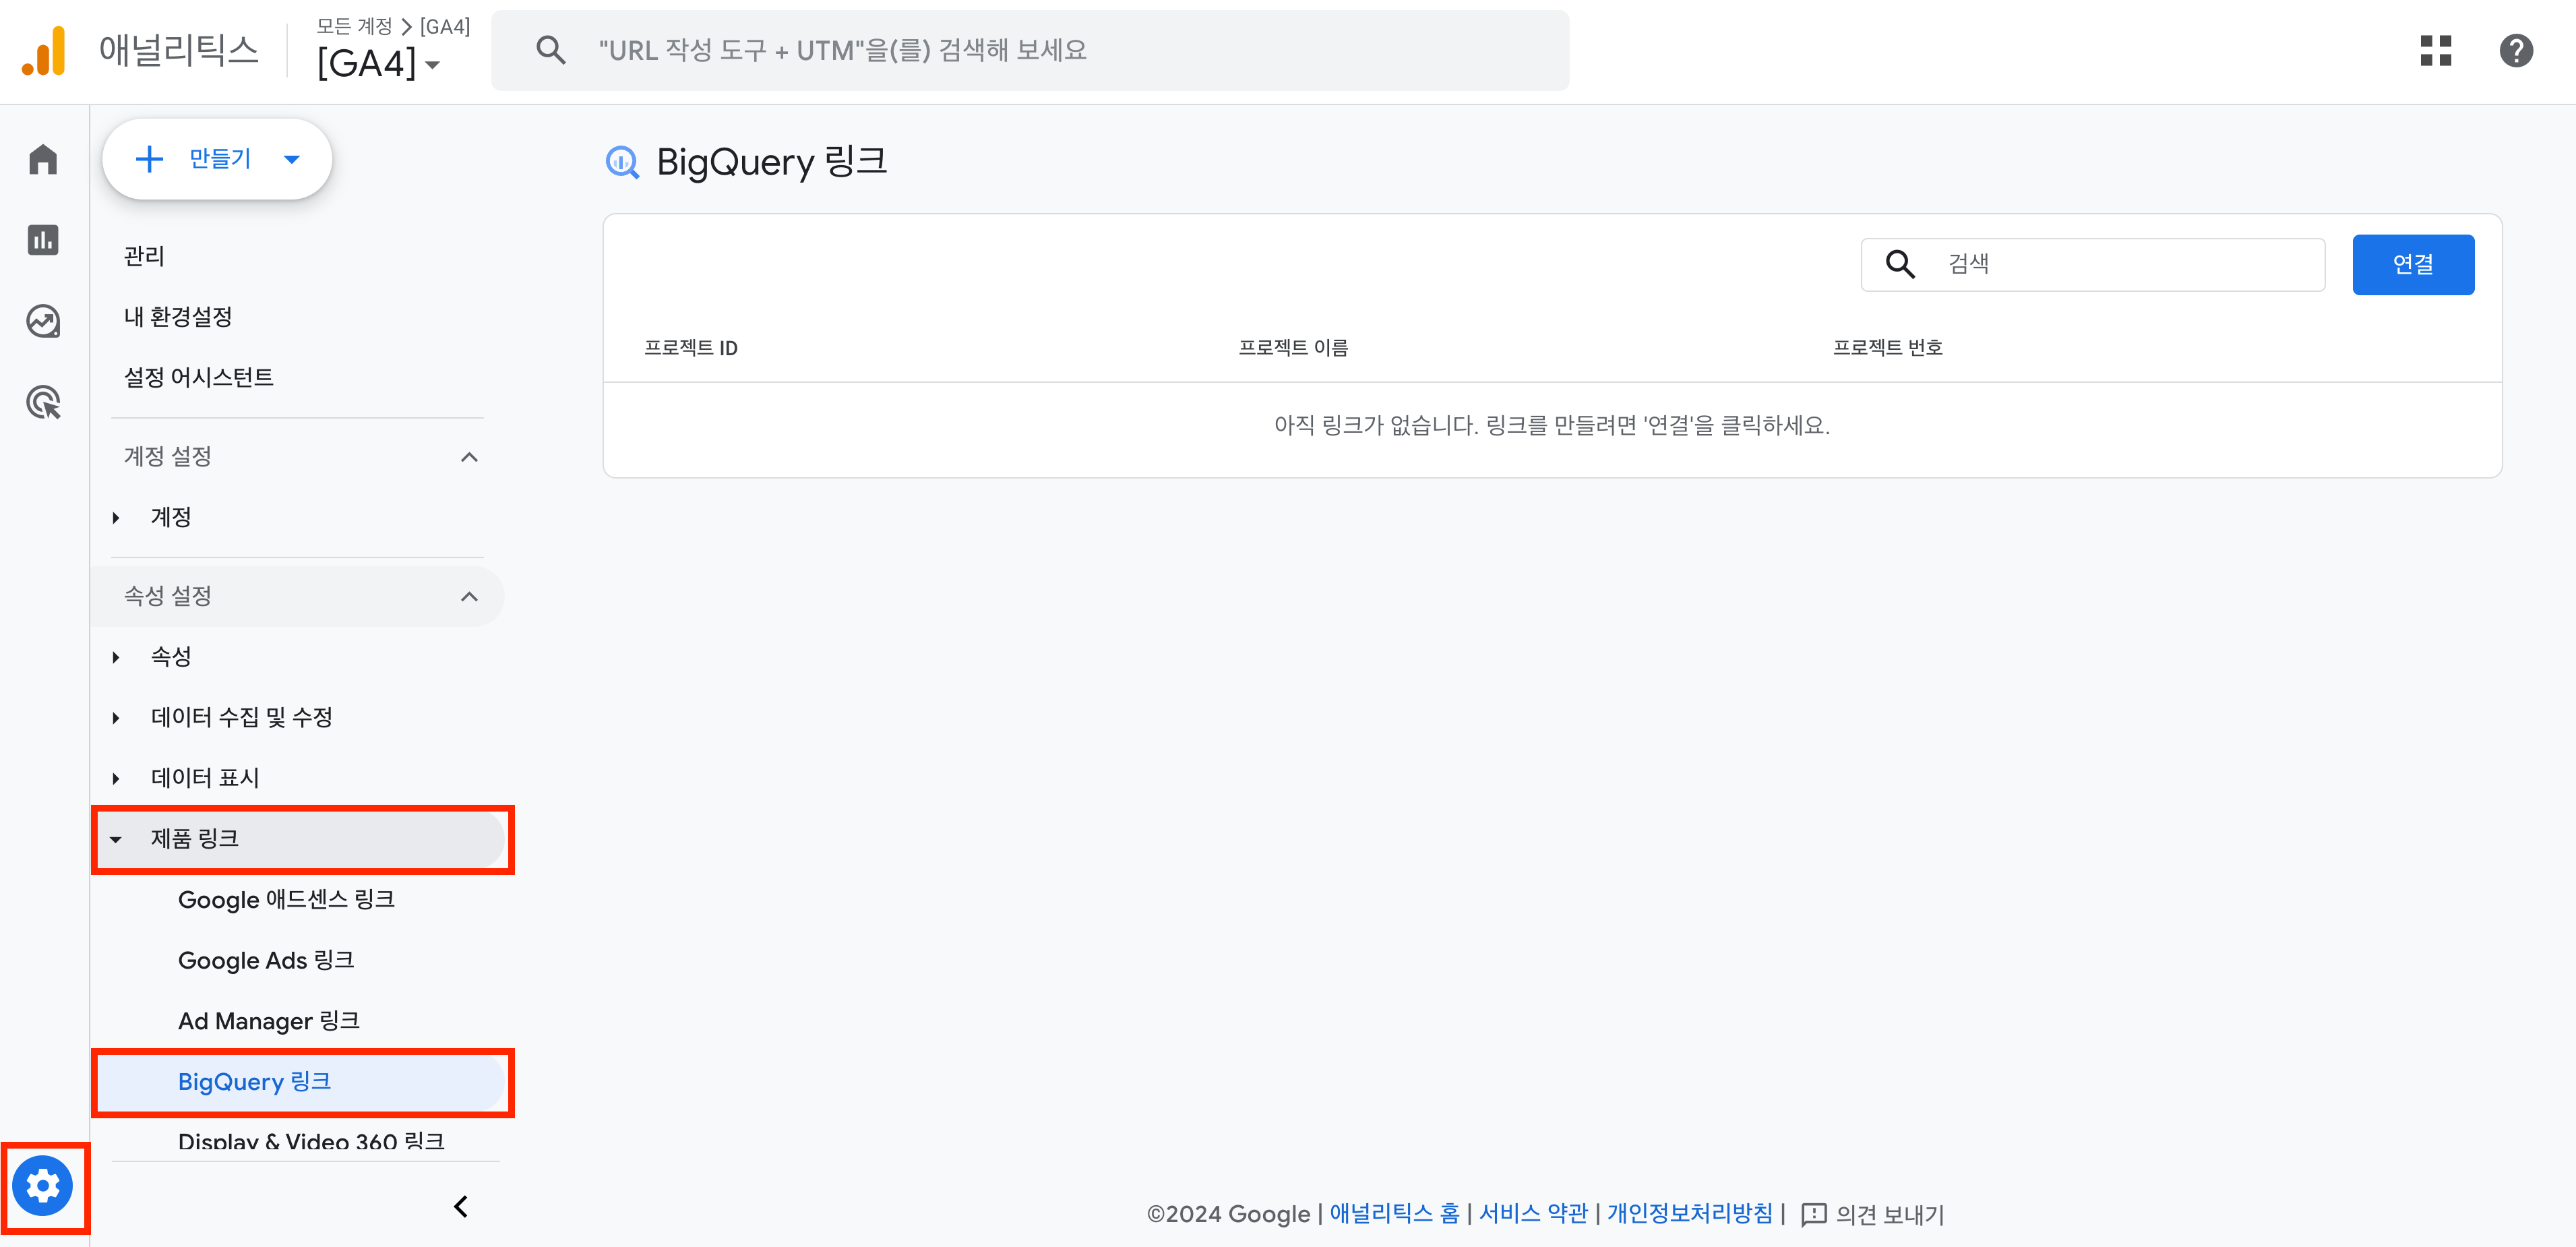 애널리틱스
모든 계정 > [GA4]
[GA4]
"URL 작성 도구 + UTM"을(를) 검색해 보세요
만들기
관리
내 환경설정
설정 어시스턴트
계정 설정
계정
속성 설정
속성
데이터 수집 및 수정
데이터 표시
제품 링크
Google 애드센스 링크
Google Ads 링크
Ad Manager 링크
BigQuery 링크
Display & Video 360 링크
BigQuery 링크
검색
연결
프로젝트 ID 프로젝트 이름 프로젝트 번호
아직 링크가 없습니다. 링크를 만들려면 '연결'을 클릭하세요.
©2024 Google | 애널리틱스 홈 | 서비스 약관 | 개인정보처리방침 | 의견 보내기